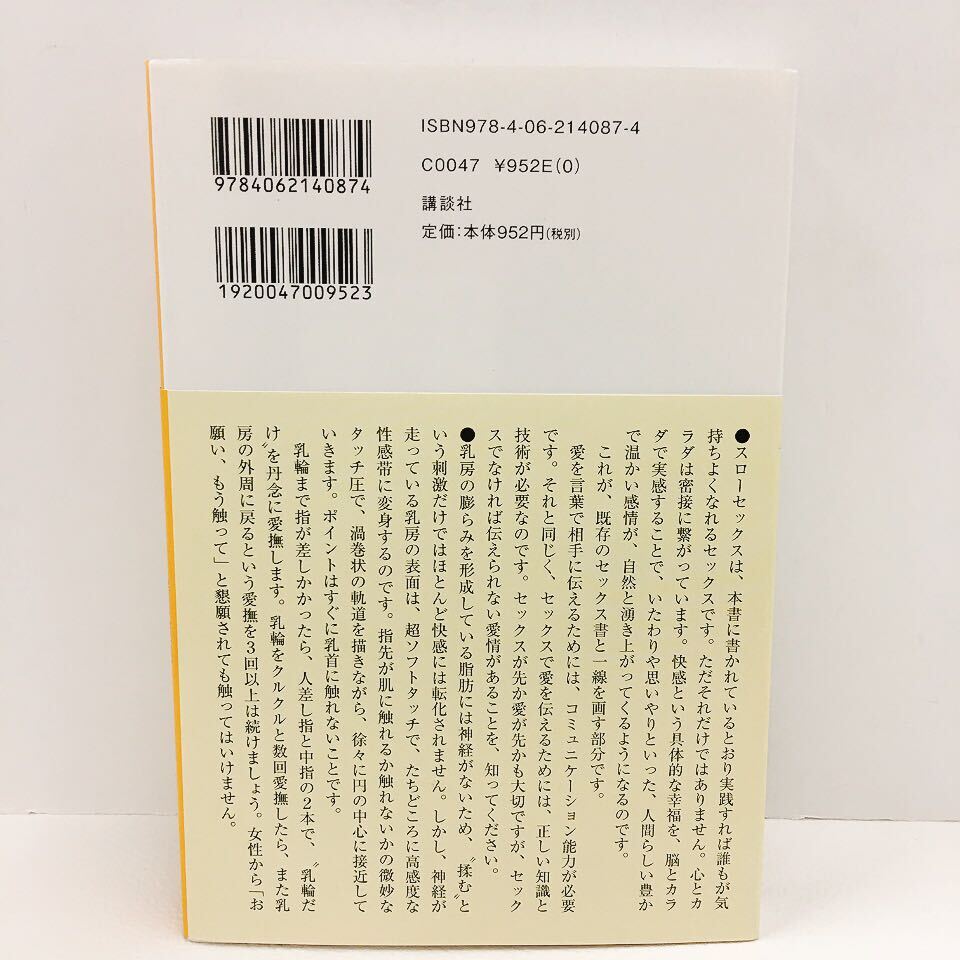 ISBN978-4-06-214087-4
C0047 ¥952E(0)
講談社
定価:本体952円(税別)
9784062140874
1920047009523
●スローセックスは、本書に書かれているとおり実践すれば誰もが気
持ちよくなれるセックスです。ただそれだけではありません。心とカ
ラダは密接に繋がっています。快感という具体的な幸福を、脳とカラ
ダで実感することで、いたわりや思いやりといった、人間らしい豊か
で温かい感情が、自然と湧き上がってくるようになるのです。
これが、既存のセックス書と一線を画す部分です。
愛を言葉で相手に伝えるためには、コミュニケーション能力が必要
です。それと同じく、セックスで愛を伝えるためには、正しい知識と
技術が必要なのです。セックスが先か愛が先かも大切ですが、セック
スでなければ伝えられない愛情があることを、知ってください。
●乳房の膨らみを形成している脂肪には神経がないため、〝揉む〟と
いう刺激だけではほとんど快感には転化されません。しかし、神経が
走っている乳房の表面は、超ソフトタッチで、たちどころに高感度な
性感帯に変身するのです。指先が肌に触れるか触れないかの微妙な
タッチ圧で、渦巻状の軌道を描きながら、徐々に円の中心に接近して
いきます。ポイントはすぐに乳首に触れないことです。
乳輪まで指が差しかかったら、人差し指と中指の2本で、〝乳輪だ
け〟を丹念に愛撫します。乳輪をクルクルと数回愛撫したら、また乳
房の外周に戻るという愛撫を3回以上は続けましょう。女性から「お
願い、もう触って」と懇願されても触ってはいけません。